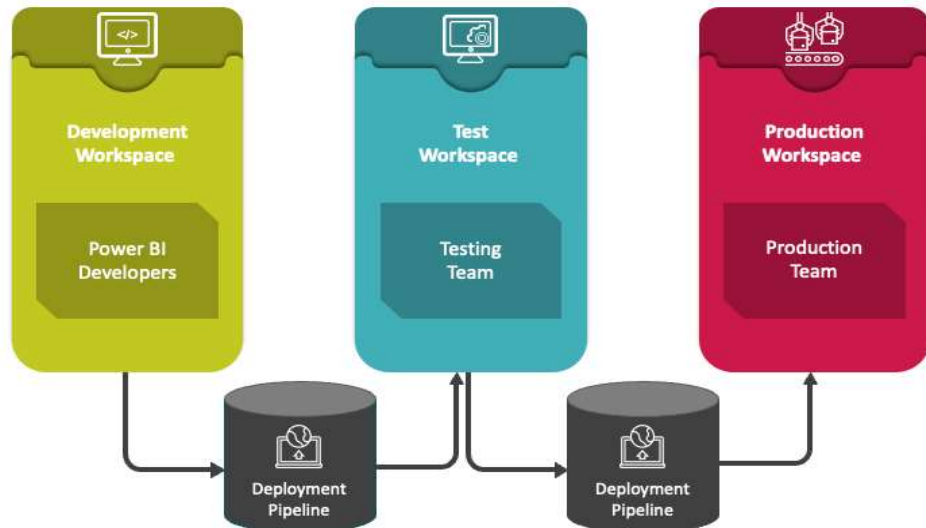 </>
Development
Workspace
Power BI
Developers
Test
Workspace
Testing
Team
Production
Workspace
Production
Team
Deployment
Pipeline
Deployment
Pipeline